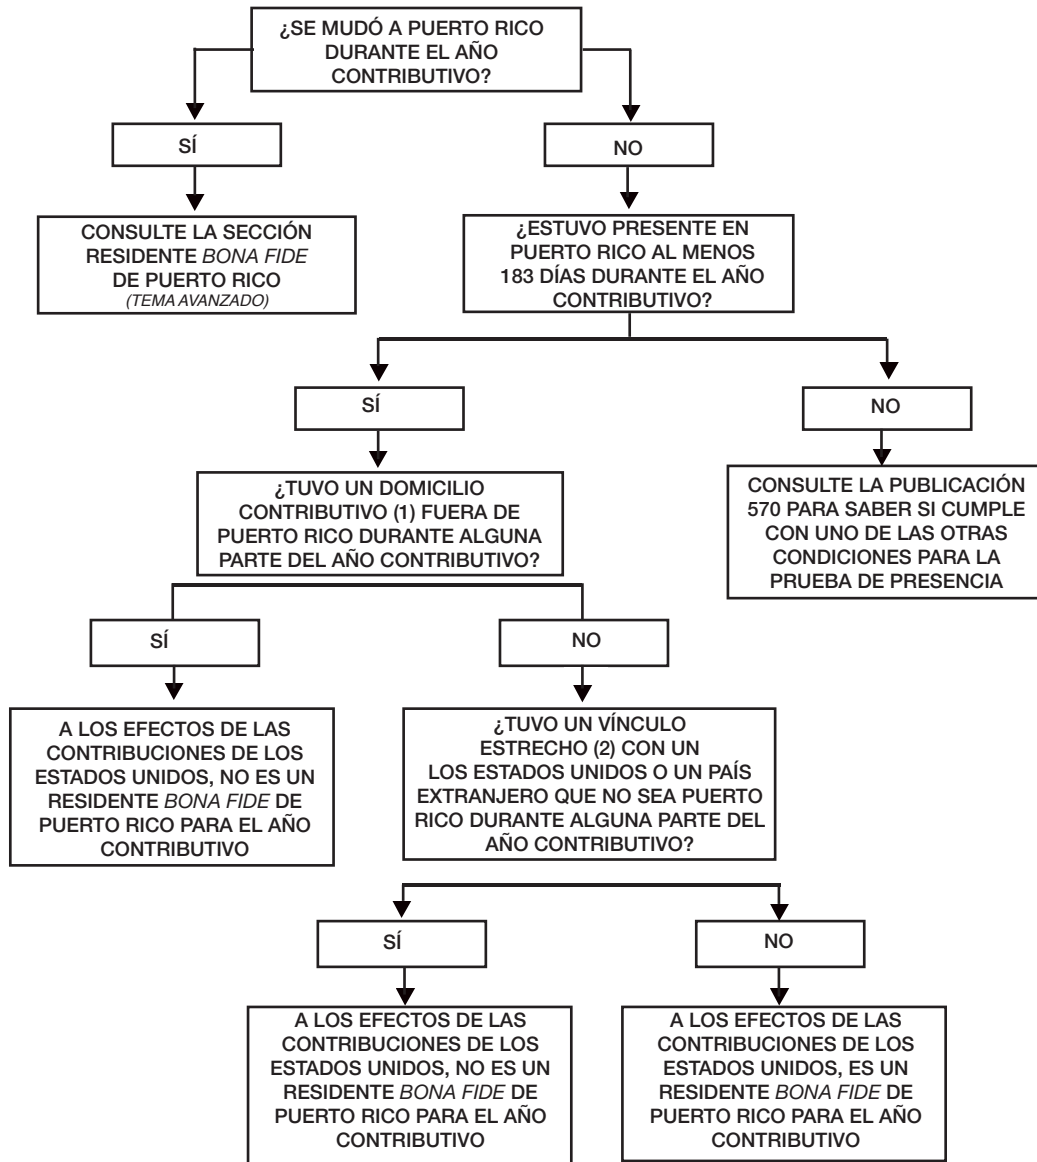 ¿SE MUDÓ A PUERTO RICO
DURANTE EL AÑO
CONTRIBUTIVO?
SÍ
NO
CONSULTE LA SECCIÓN
RESIDENTE BONA FIDE
DE PUERTO RICO
(TEMA AVANZADO)
¿ESTUVO PRESENTE EN
PUERTO RICO AL MENOS
183 DÍAS DURANTE EL AÑO
CONTRIBUTIVO?
SÍ
NO
¿TUVO UN DOMICILIO
CONTRIBUTIVO (1) FUERA DE
PUERTO RICO DURANTE ALGUNA
PARTE DEL AÑO CONTRIBUTIVO?
CONSULTE LA PUBLICACIÓN
570 PARA SABER SI CUMPLE
CON UNO DE LAS OTRAS
CONDICIONES PARA LA
PRUEBA DE PRESENCIA
SÍ
NO
A LOS EFECTOS DE LAS
CONTRIBUCIONES DE LOS
ESTADOS UNIDOS, NO ES UN
RESIDENTE BONA FIDE DE
PUERTO RICO PARA EL AÑO
CONTRIBUTIVO
¿TUVO UN VÍNCULO
ESTRECHO (2) CON UN
LOS ESTADOS UNIDOS O UN PAÍS
EXTRANJERO QUE NO SEA PUERTO
RICO DURANTE ALGUNA PARTE DEL
AÑO CONTRIBUTIVO?
SÍ
NO
A LOS EFECTOS DE LAS
CONTRIBUCIONES DE LOS
ESTADOS UNIDOS, NO ES UN
RESIDENTE BONA FIDE DE
PUERTO RICO PARA EL AÑO
CONTRIBUTIVO
A LOS EFECTOS DE LAS
CONTRIBUCIONES DE LOS
ESTADOS UNIDOS, ES UN
RESIDENTE BONA FIDE DE
PUERTO RICO PARA EL AÑO
CONTRIBUTIVO